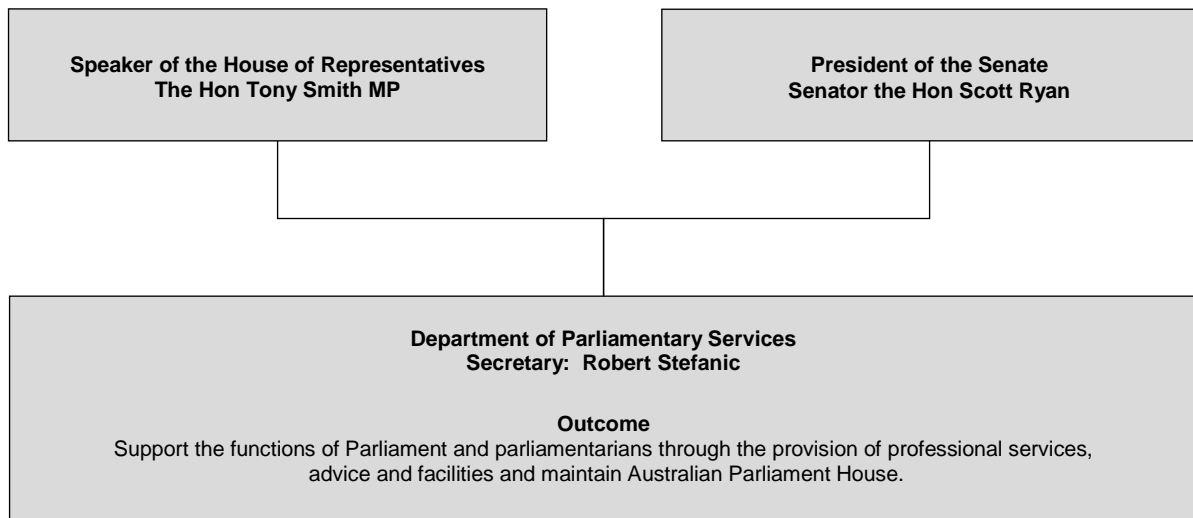 Speaker of the House of Representatives
The Hon Tony Smith MP
President of the Senate
Senator the Hon Scott Ryan
Department of Parliamentary Services
Secretary:  Robert Stefanic
Outcome
Support the functions of Parliament and parliamentarians through the provision of professional services,
advice and facilities and maintain Australian Parliament House.